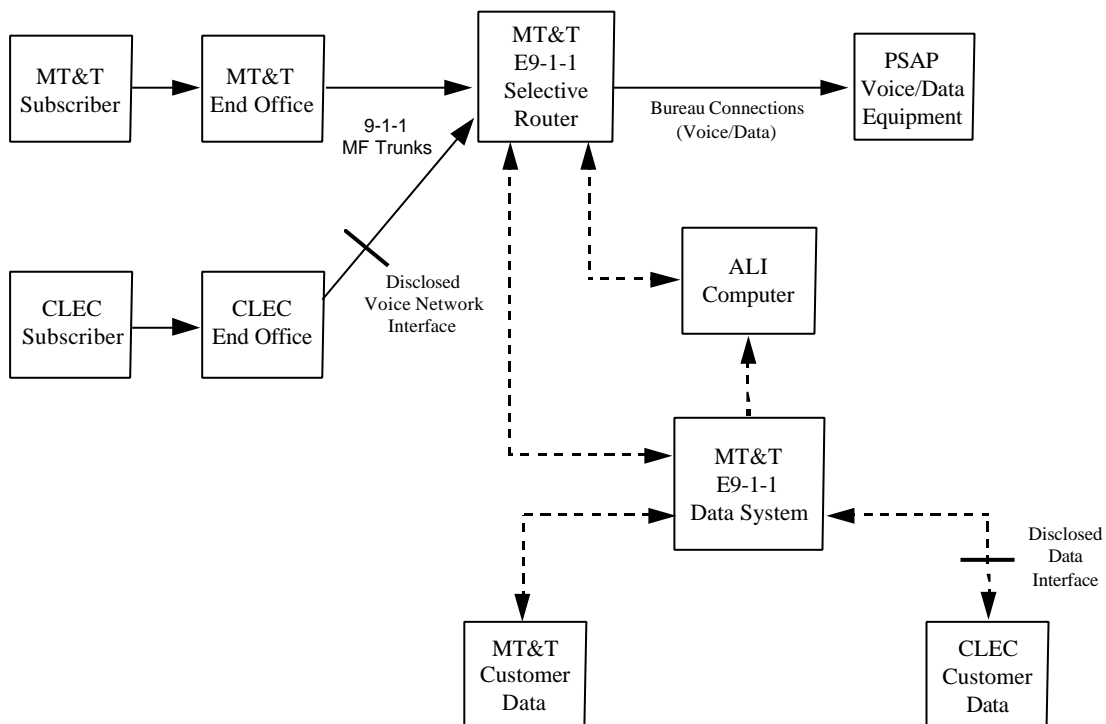 MT&T
Subscriber
MT&T
End Office
MT&T
E9-1-1
Selective
Router
PSAP
Voice/Data
Equipment
Bureau Connections
(Voice/Data)
9-1-1
MF Trunks
CLEC
Subscriber
CLEC
End Office
Disclosed
Voice Network
Interface
ALI
Computer
MT&T
E9-1-1
Data System
Disclosed
Data
Interface
MT&T
Customer
Data
CLEC
Customer
Data